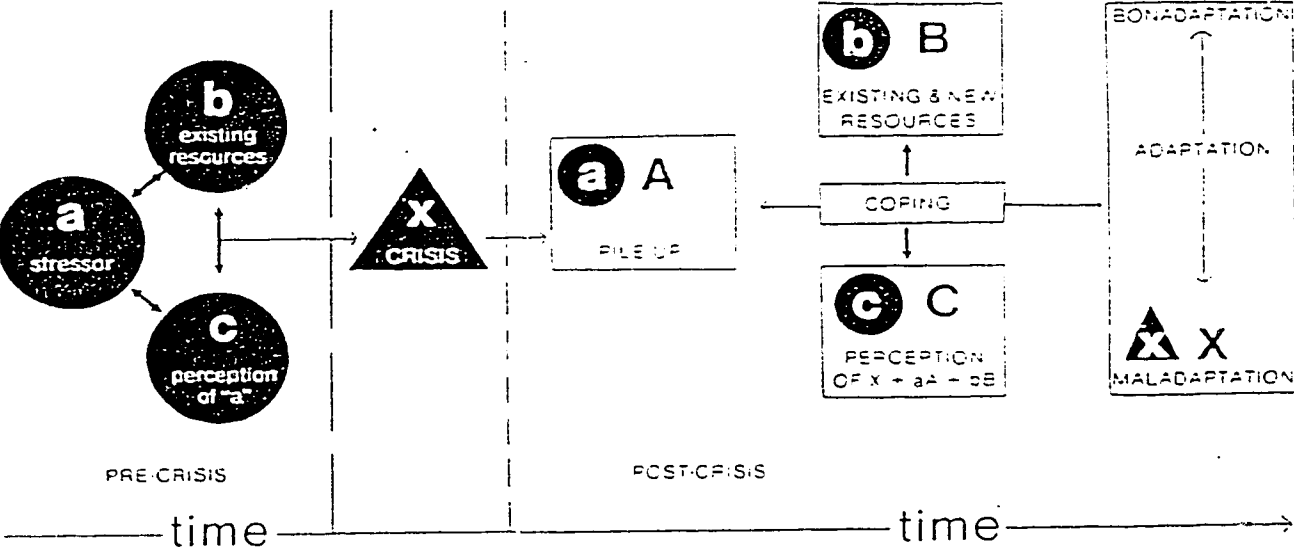 b
existing
resources
a
stressor
c
perception
of "a"
x
CRISIS
a A
PILE UP
b B
EXISTING & NEW
RESOURCES
COPING
c C
PERCEPTION
OF X + aA + bB
BONADAPTATION
ADAPTATION
x X
MALADAPTATION
PRE-CRISIS
POST-CRISIS
time
time